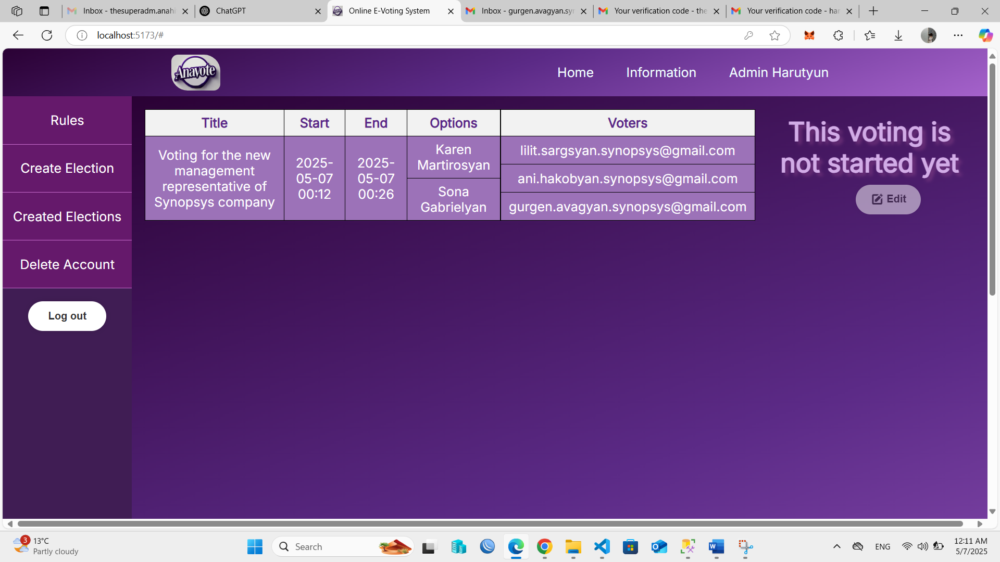 Inbox - thesuperadm.anahi
ChatGPT
Online E-Voting System
Inbox - gurgen.avagyan.syn
Your verification code - the
Your verification code - har
localhost:5173/#
Anavote
Home
Information
Admin Harutyun
Rules
Create Election
Created Elections
Delete Account
Log out
Title
Start
End
Options
Voters
Voting for the new
management
representative of
Synopsys company
2025-
05-07
00:12
2025-
05-07
00:26
Karen
Martirosyan
Sona
Gabrielyan
lilit.sargsyan.synopsys@gmail.com
ani.hakobyan.synopsys@gmail.com
gurgen.avagyan.synopsys@gmail.com
This voting is
not started yet
Edit
3
13°C
Partly cloudy
Search
ENG
12:11 AM
5/7/2025